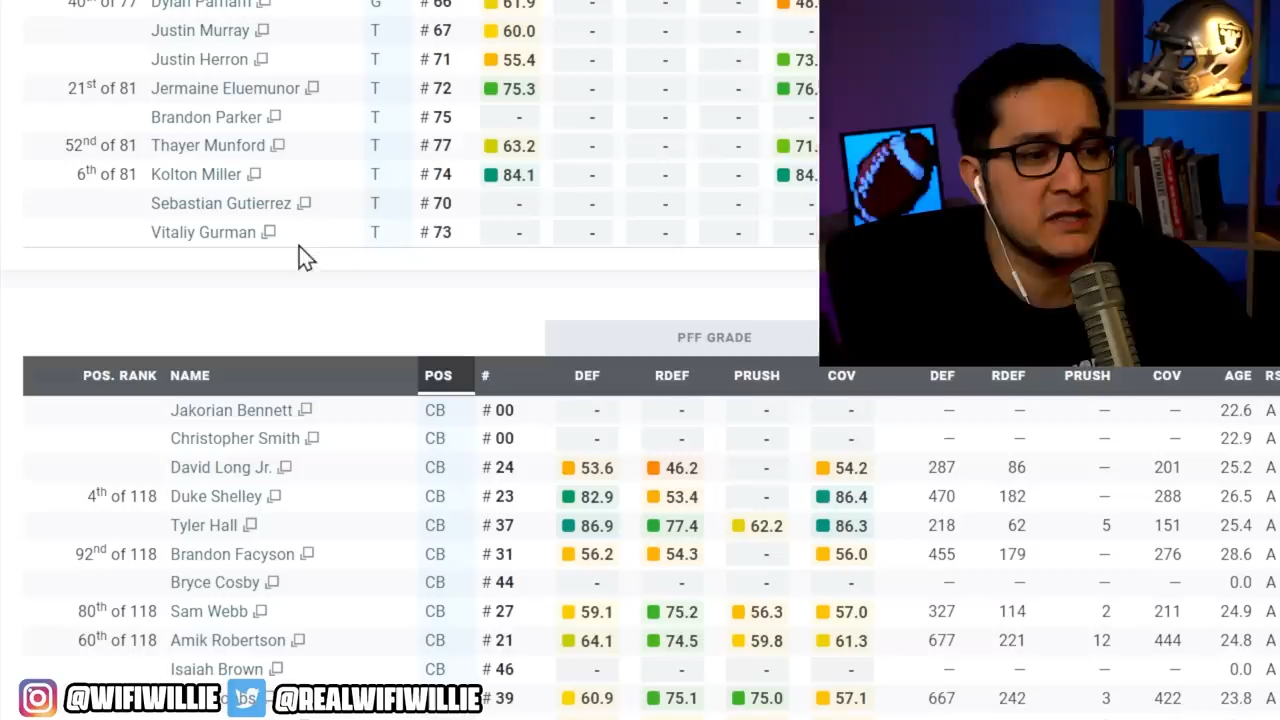 40th of 77 Dylan Parham G # 66 61.9 - - - 48.
Justin Murray T # 67 60.0 - - - -
Justin Herron T # 71 55.4 - - - 73.
21st of 81 Jermaine Eluemunor T # 72 75.3 - - - 76.
Brandon Parker T # 75 - - - - -
52nd of 81 Thayer Munford T # 77 63.2 - - - 71.
6th of 81 Kolton Miller T # 74 84.1 - - - 84.
Sebastian Gutierrez T # 70 - - - - -
Vitaliy Gurman T # 73 - - - - -
PFF GRADE
POS. RANK NAME POS # DEF RDEF PRUSH COV DEF RDEF PRUSH COV AGE RS
Jakorian Bennett CB # 00 - - - - — — — — 22.6 A
Christopher Smith CB # 00 - - - - — — — — 22.9 A
David Long Jr. CB # 24 53.6 46.2 - 54.2 287 86 — 201 25.2 A
4th of 118 Duke Shelley CB # 23 82.9 53.4 - 86.4 470 182 — 288 26.5 A
Tyler Hall CB # 37 86.9 77.4 62.2 86.3 218 62 5 151 25.4 A
92nd of 118 Brandon Facyson CB # 31 56.2 54.3 - 56.0 455 179 — 276 28.6 A
Bryce Cosby CB # 44 - - - - — — — — 0.0 A
80th of 118 Sam Webb CB # 27 59.1 75.2 56.3 57.0 327 114 2 211 24.9 A
60th of 118 Amik Robertson CB # 21 64.1 74.5 59.8 61.3 677 221 12 444 24.8 A
Isaiah Brown CB # 46 - - - - — — — — 0.0 A
CB # 39 60.9 75.1 75.0 57.1 667 242 3 422 23.8 A
@WIFIWILLIE @REALWIFIWILLIE